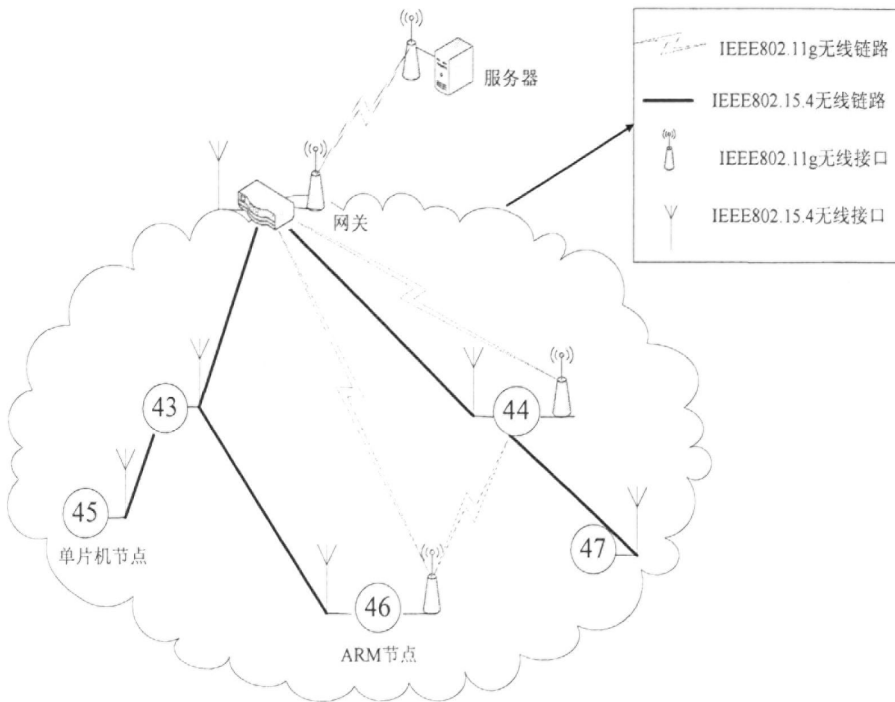 IEEE802.11g无线链路
服务器
IEEE802.15.4无线链路
IEEE802.11g无线接口
网关
IEEE802.15.4无线接口
43
44
45
47
单片机节点
46
ARM节点